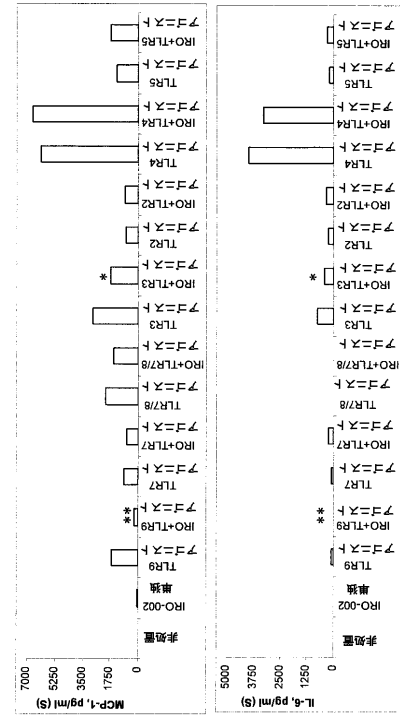 MCP-1, pg/ml (S)
7000
5250
3500
1750
0
**
*
非処置
IRO-002
単独
TLR9
アゴニスト
IRO+TLR9
アゴニスト
TLR7
アゴニスト
IRO+TLR7
アゴニスト
TLR7/8
アゴニスト
IRO+TLR7/8
アゴニスト
TLR3
アゴニスト
IRO+TLR3
アゴニスト
TLR2
アゴニスト
IRO+TLR2
アゴニスト
TLR4
アゴニスト
IRO+TLR4
アゴニスト
TLR5
アゴニスト
IRO+TLR5
アゴニスト
IL-6, pg/ml (S)
5000
3750
2500
1250
0
**
*
非処置
IRO-002
単独
TLR9
アゴニスト
IRO+TLR9
アゴニスト
TLR7
アゴニスト
IRO+TLR7
アゴニスト
TLR7/8
アゴニスト
IRO+TLR7/8
アゴニスト
TLR3
アゴニスト
IRO+TLR3
アゴニスト
TLR2
アゴニスト
IRO+TLR2
アゴニスト
TLR4
アゴニスト
IRO+TLR4
アゴニスト
TLR5
アゴニスト
IRO+TLR5
アゴニスト